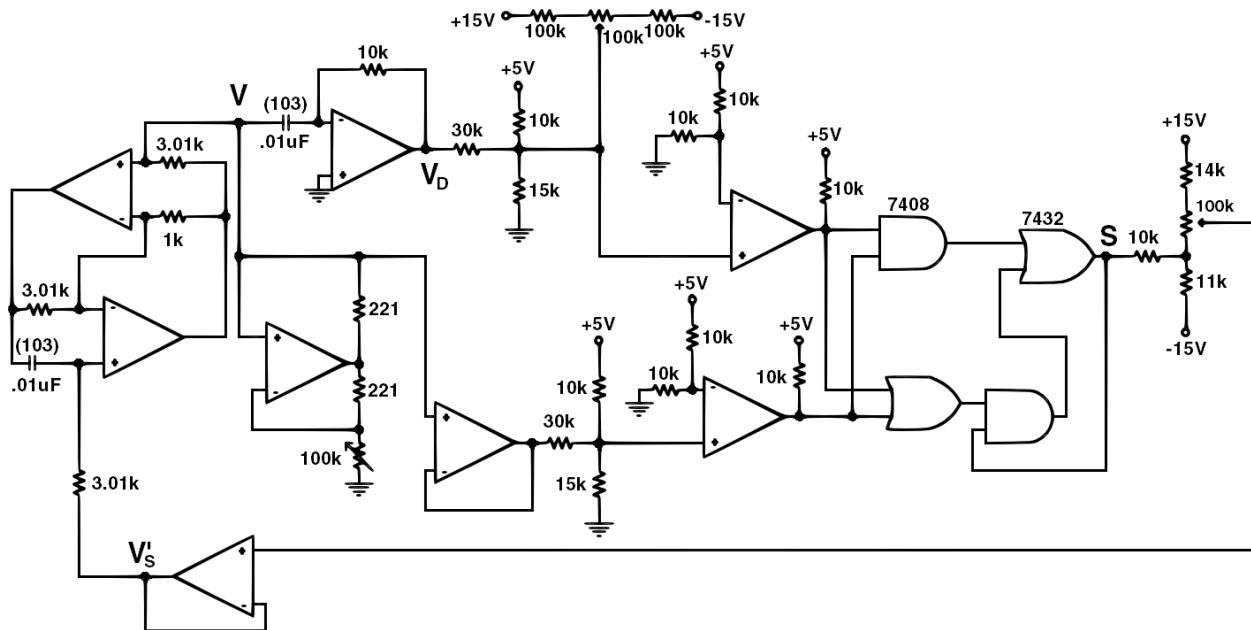 +15V
100k
100k
100k
-15V
10k
+5V
+5V
V
(103)
.01uF
10k
10k
10k
30k
+15V
3.01k
+
-
-
+
V_D
15k
+5V
10k
14k
1k
-
+
7408
7432
S
10k
100k
11k
-15V
3.01k
-
+
(103)
.01uF
221
+
-
221
100k
+5V
10k
10k
+5V
10k
+5V
10k
-
+
+
-
30k
15k
3.01k
V'_S
+
-